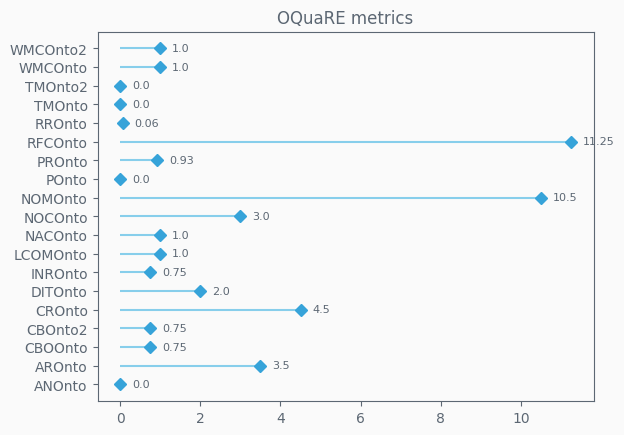 OQuaRE metrics
WMCOnto2 1.0
WMCOnto 1.0
TMOnto2 0.0
TMOnto 0.0
RROnto 0.06
RFCOnto 11.25
PROnto 0.93
POnto 0.0
NOMOnto 10.5
NOCOnto 3.0
NACOnto 1.0
LCOMOnto 1.0
INROnto 0.75
DITOnto 2.0
CROnto 4.5
CBOnto2 0.75
CBOOnto 0.75
AROnto 3.5
ANOnto 0.0
0 2 4 6 8 10